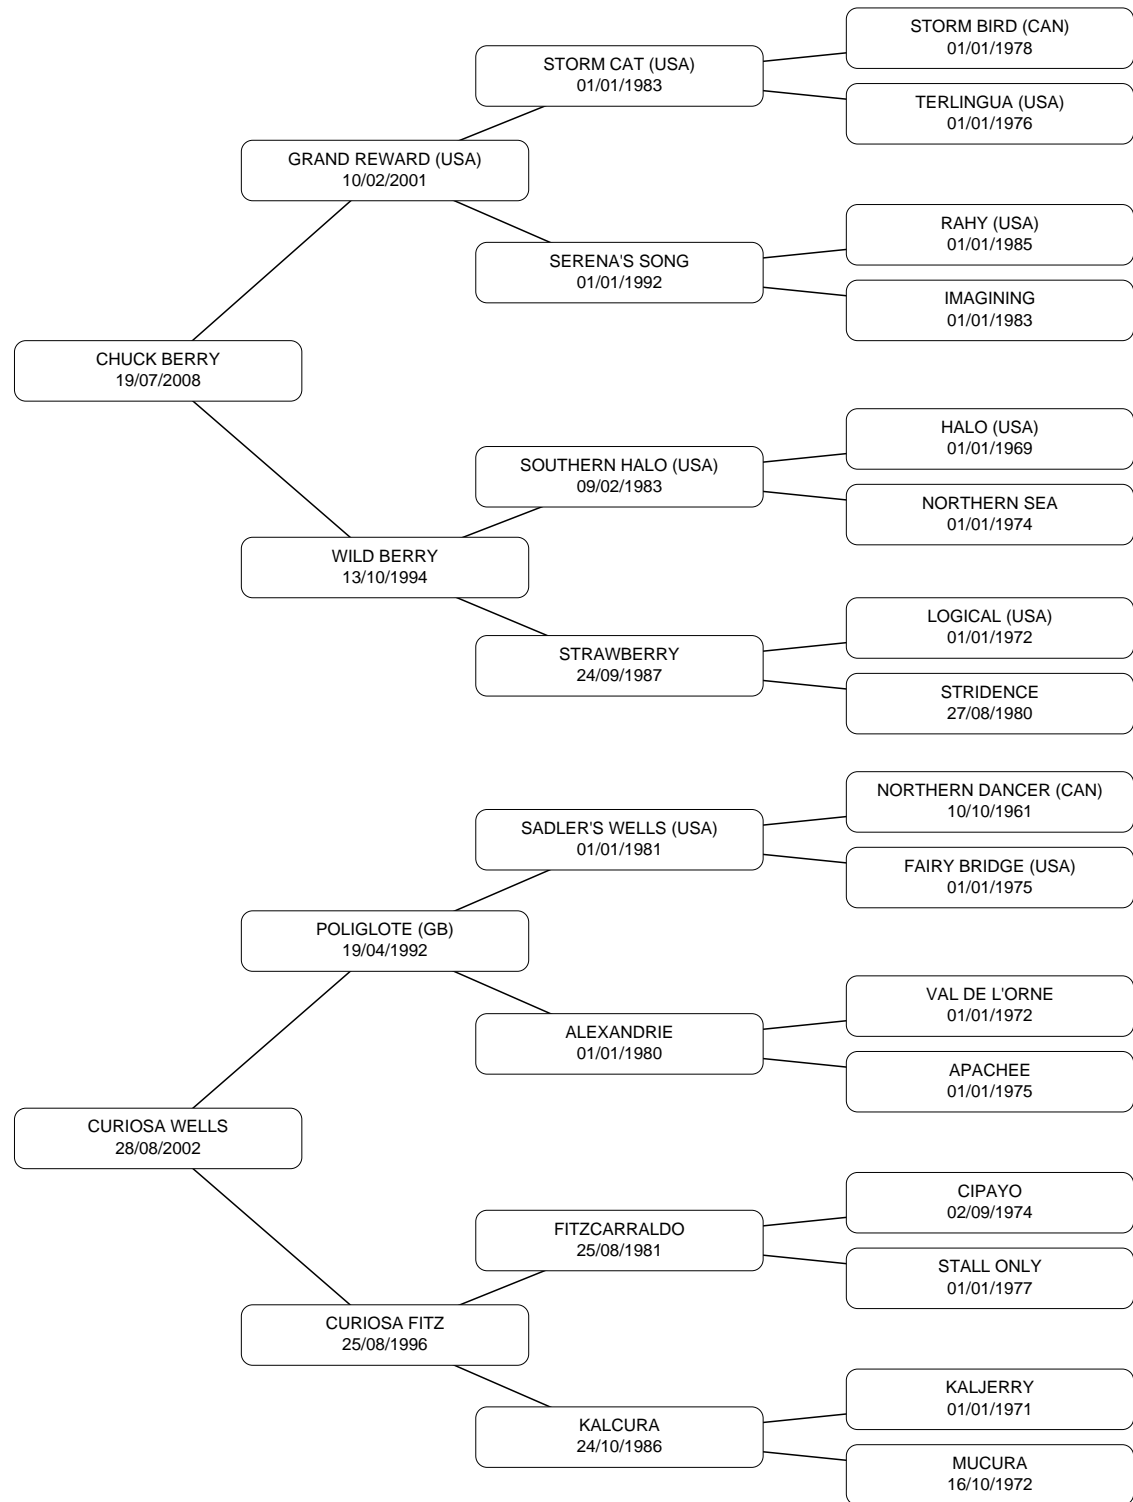 STORM BIRD (CAN)
01/01/1978
STORM CAT (USA)
01/01/1983
TERLINGUA (USA)
01/01/1976
GRAND REWARD (USA)
10/02/2001
RAHY (USA)
01/01/1985
SERENA'S SONG
01/01/1992
IMAGINING
01/01/1983
CHUCK BERRY
19/07/2008
HALO (USA)
01/01/1969
SOUTHERN HALO (USA)
09/02/1983
NORTHERN SEA
01/01/1974
WILD BERRY
13/10/1994
LOGICAL (USA)
01/01/1972
STRAWBERRY
24/09/1987
STRIDENCE
27/08/1980
NORTHERN DANCER (CAN)
10/10/1961
SADLER'S WELLS (USA)
01/01/1981
FAIRY BRIDGE (USA)
01/01/1975
POLIGLOTE (GB)
19/04/1992
VAL DE L'ORNE
01/01/1972
ALEXANDRIE
01/01/1980
APACHEE
01/01/1975
CURIOSA WELLS
28/08/2002
CIPAYO
02/09/1974
FITZCARRALDO
25/08/1981
STALL ONLY
01/01/1977
CURIOSA FITZ
25/08/1996
KALJERRY
01/01/1971
KALCURA
24/10/1986
MUCURA
16/10/1972